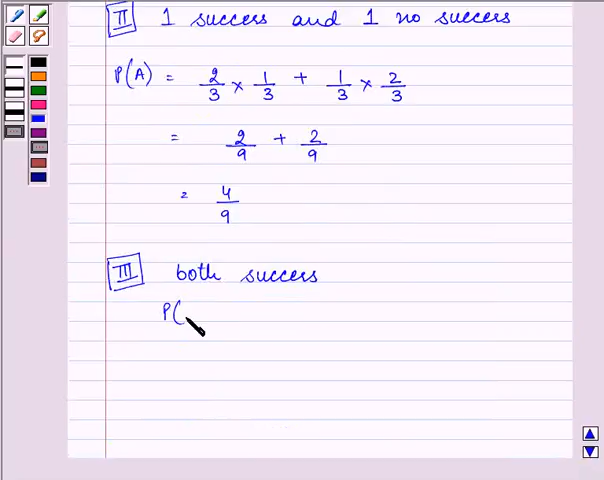 II 1 success and 1 no success
P(A) = 2/3 × 1/3 + 1/3 × 2/3
= 2/9 + 2/9
= 4/9
III both success
P(